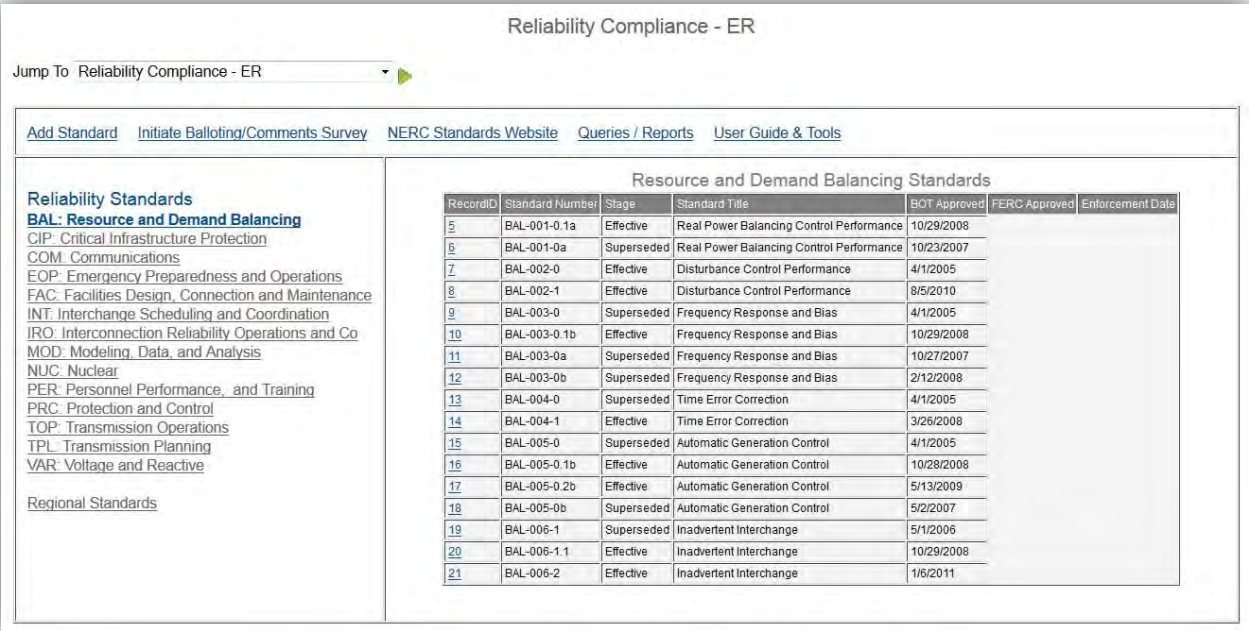 Reliability Compliance - ER
Jump To Reliability Compliance - ER
Add Standard Initiate Balloting/Comments Survey NERC Standards Website Queries / Reports User Guide & Tools
Reliability Standards
BAL: Resource and Demand Balancing
CIP: Critical Infrastructure Protection
COM: Communications
EOP: Emergency Preparedness and Operations
FAC: Facilities Design, Connection and Maintenance
INT: Interchange Scheduling and Coordination
IRO: Interconnection Reliability Operations and Co
MOD: Modeling, Data, and Analysis
NUC: Nuclear
PER: Personnel Performance, and Training
PRC: Protection and Control
TOP: Transmission Operations
TPL: Transmission Planning
VAR: Voltage and Reactive
Regional Standards
Resource and Demand Balancing Standards
RecordID Standard Number Stage Standard Title BOT Approved FERC Approved Enforcement Date
5 BAL-001-0.1a Effective Real Power Balancing Control Performance 10/29/2008
6 BAL-001-0a Superseded Real Power Balancing Control Performance 10/23/2007
7 BAL-002-0 Effective Disturbance Control Performance 4/1/2005
8 BAL-002-1 Effective Disturbance Control Performance 8/5/2010
9 BAL-003-0 Superseded Frequency Response and Bias 4/1/2005
10 BAL-003-0.1b Effective Frequency Response and Bias 10/29/2008
11 BAL-003-0a Superseded Frequency Response and Bias 10/27/2007
12 BAL-003-0b Superseded Frequency Response and Bias 2/12/2008
13 BAL-004-0 Superseded Time Error Correction 4/1/2005
14 BAL-004-1 Effective Time Error Correction 3/26/2008
15 BAL-005-0 Superseded Automatic Generation Control 4/1/2005
16 BAL-005-0.1b Effective Automatic Generation Control 10/28/2008
17 BAL-005-0.2b Effective Automatic Generation Control 5/13/2009
18 BAL-005-0b Superseded Automatic Generation Control 5/2/2007
19 BAL-006-1 Superseded Inadvertent Interchange 5/1/2006
20 BAL-006-1.1 Effective Inadvertent Interchange 10/29/2008
21 BAL-006-2 Effective Inadvertent Interchange 1/6/2011